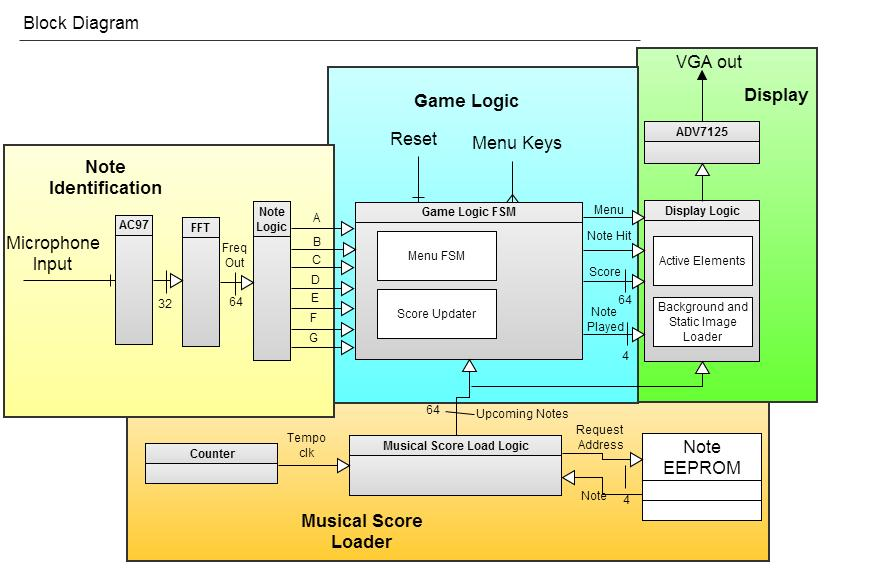 Block Diagram
VGA out
Display
ADV7125
Game Logic
Reset
Menu Keys
Note
Identification
Microphone
Input
AC97
32
FFT
Freq
Out
64
Note
Logic
A
B
C
D
E
F
G
Game Logic FSM
Menu FSM
Score Updater
Menu
Note Hit
Score
64
Note
Played
4
Display Logic
Active Elements
Background and
Static Image
Loader
64
Upcoming Notes
Counter
Tempo
clk
Musical Score Load Logic
Request
Address
Note
4
Note
EEPROM
Musical Score
Loader